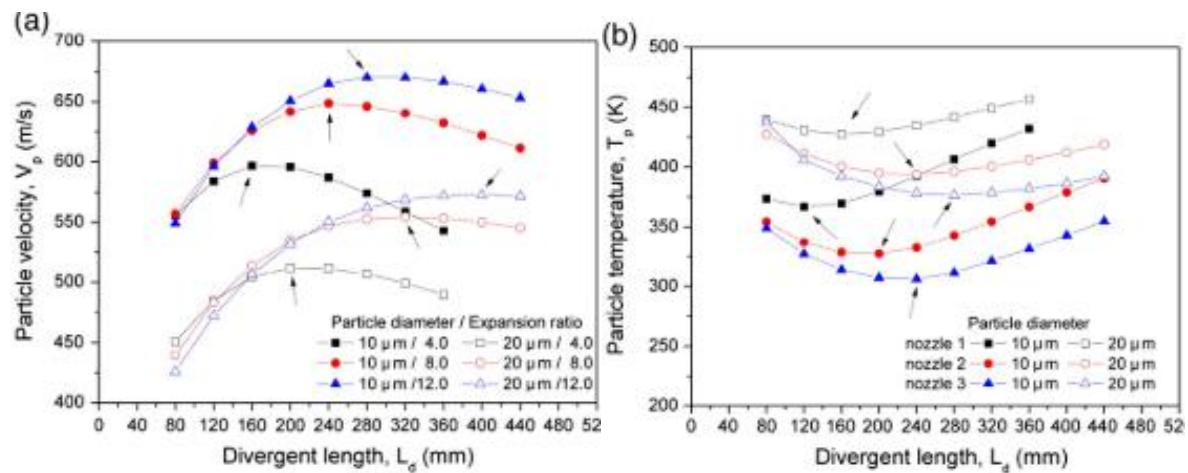 (a)
700
650
600
550
500
450
400
Particle velocity, V_p (m/s)
Particle diameter / Expansion ratio
10 μm / 4.0 20 μm / 4.0
10 μm / 8.0 20 μm / 8.0
10 μm /12.0 20 μm /12.0
0 40 80 120 160 200 240 280 320 360 400 440 480 52
Divergent length, L_d (mm)
(b)
500
450
400
350
300
250
200
Particle temperature, T_p (K)
Particle diameter
nozzle 1 10 μm 20 μm
nozzle 2 10 μm 20 μm
nozzle 3 10 μm 20 μm
0 40 80 120 160 200 240 280 320 360 400 440 480 520
Divergent length, L_d (mm)